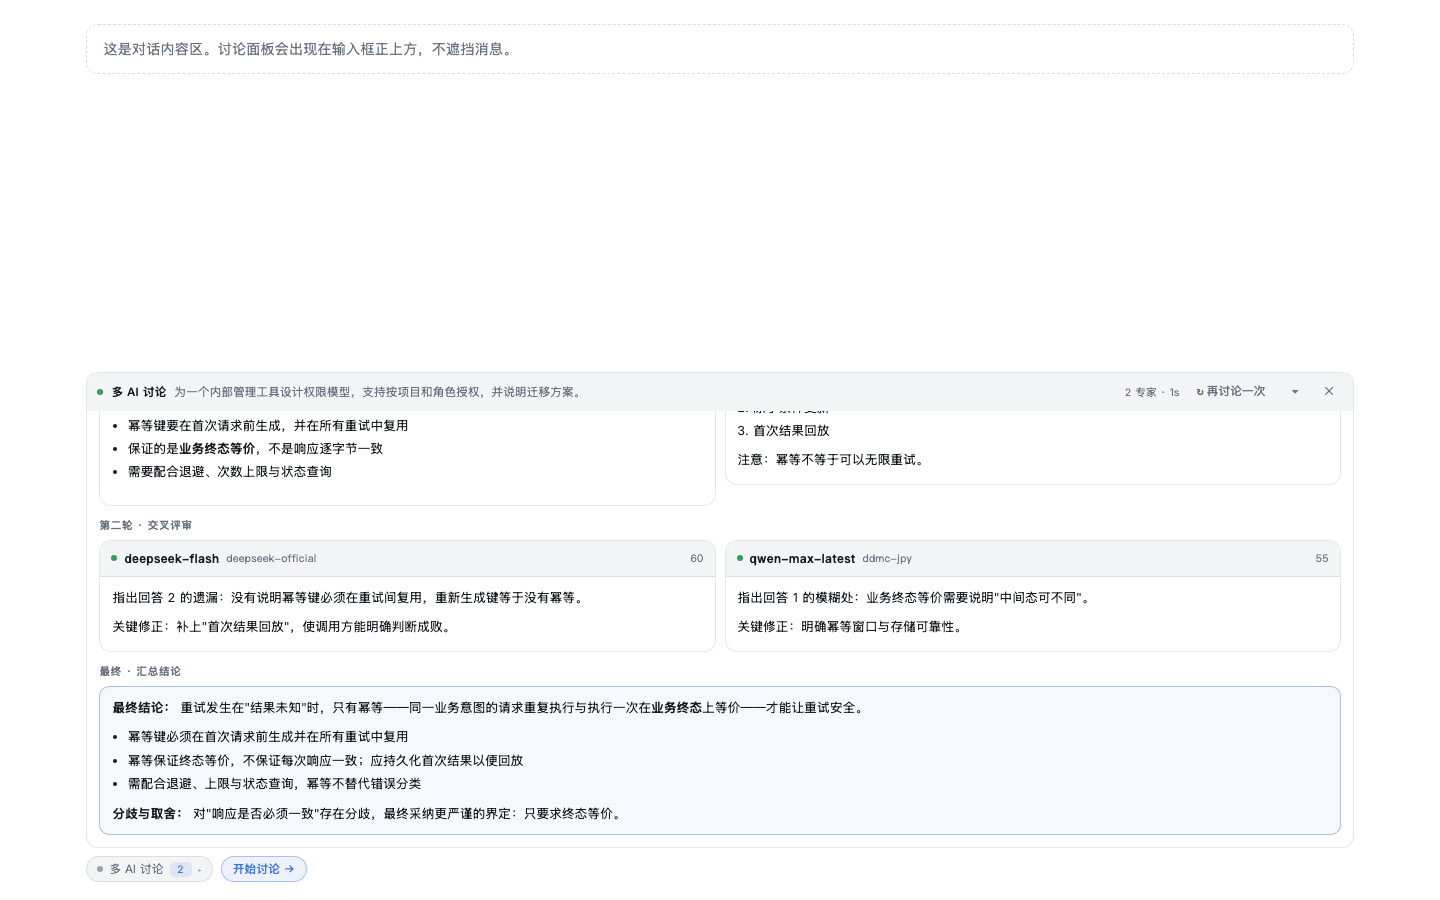 这是对话内容区。讨论面板会出现在输入框正上方，不遮挡消息。
多 AI 讨论 为一个内部管理工具设计权限模型，支持按项目和角色授权，并说明迁移方案。 2 专家 · 1s ↻ 再讨论一次
• 幂等键要在首次请求前生成，并在所有重试中复用
• 保证的是业务终态等价，不是响应逐字节一致
• 需要配合退避、次数上限与状态查询
3. 首次结果回放
注意：幂等不等于可以无限重试。
第二轮 · 交叉评审
deepseek-flash deepseek-official 60
指出回答 2 的遗漏：没有说明幂等键必须在重试间复用，重新生成键等于没有幂等。
关键修正：补上"首次结果回放"，使调用方能明确判断成败。
qwen-max-latest ddmc-jpy 55
指出回答 1 的模糊处：业务终态等价需要说明"中间态可不同"。
关键修正：明确幂等窗口与存储可靠性。
最终 · 汇总结论
最终结论： 重试发生在"结果未知"时，只有幂等——同一业务意图的请求重复执行与执行一次在业务终态上等价——才能让重试安全。
• 幂等键必须在首次请求前生成并在所有重试中复用
• 幂等保证终态等价，不保证每次响应一致；应持久化首次结果以便回放
• 需配合退避、上限与状态查询，幂等不替代错误分类
分歧与取舍： 对"响应是否必须一致"存在分歧，最终采纳更严谨的界定：只要求终态等价。
多 AI 讨论 2
开始讨论 →